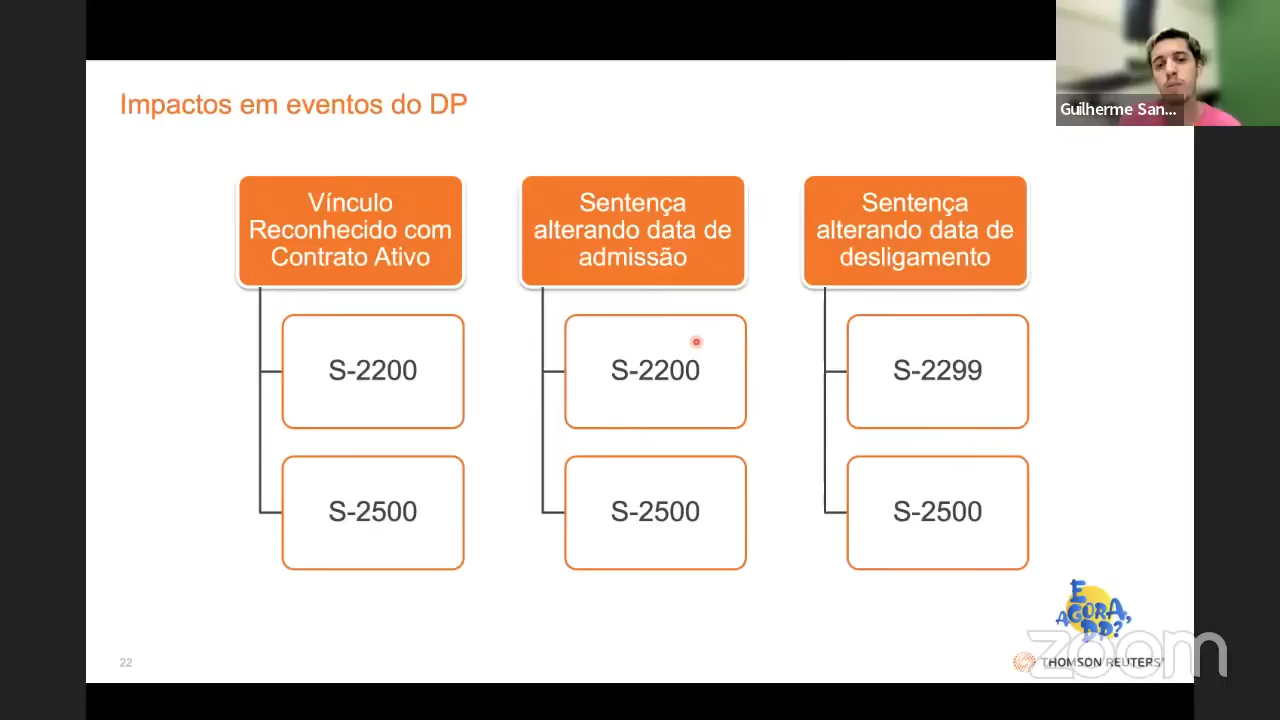 Impactos em eventos do DP
Guilherme San...
Vínculo
Reconhecido com
Contrato Ativo
Sentença
alterando data de
admissão
Sentença
alterando data de
desligamento
S-2200
S-2200
S-2299
S-2500
S-2500
S-2500
E
AGORA,
DP?
zoom
22
THOMSON REUTERS